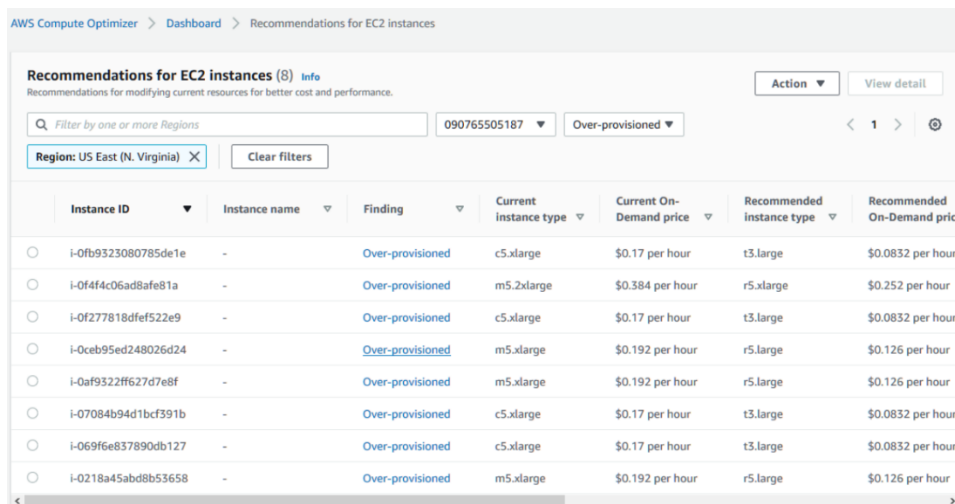 AWS Compute Optimizer > Dashboard > Recommendations for EC2 instances
Recommendations for EC2 instances (8) Info
Recommendations for modifying current resources for better cost and performance.
Action View detail
Filter by one or more Regions 090765505187 Over-provisioned < 1 >
Region: US East (N. Virginia) X Clear filters
Instance ID Instance name Finding Current instance type Current On-Demand price Recommended instance type Recommended On-Demand
i-0fb9323080785de1e - Over-provisioned c5.xlarge $0.17 per hour t3.large $0.0832 per hour
i-0f4f4c06ad8afe81a - Over-provisioned m5.2xlarge $0.384 per hour r5.xlarge $0.252 per hour
i-0f277818dfef522e9 - Over-provisioned c5.xlarge $0.17 per hour t3.large $0.0832 per hour
i-0ceb95ed248026d24 - Over-provisioned m5.xlarge $0.192 per hour r5.large $0.126 per hour
i-0af9322ff627d7e8f - Over-provisioned m5.xlarge $0.192 per hour r5.large $0.126 per hour
i-07084b94d1bcf391b - Over-provisioned c5.xlarge $0.17 per hour t3.large $0.0832 per hour
i-069f6e837890db127 - Over-provisioned c5.xlarge $0.17 per hour t3.large $0.0832 per hour
i-0218a45abd8b53658 - Over-provisioned m5.xlarge $0.192 per hour r5.large $0.126 per hour